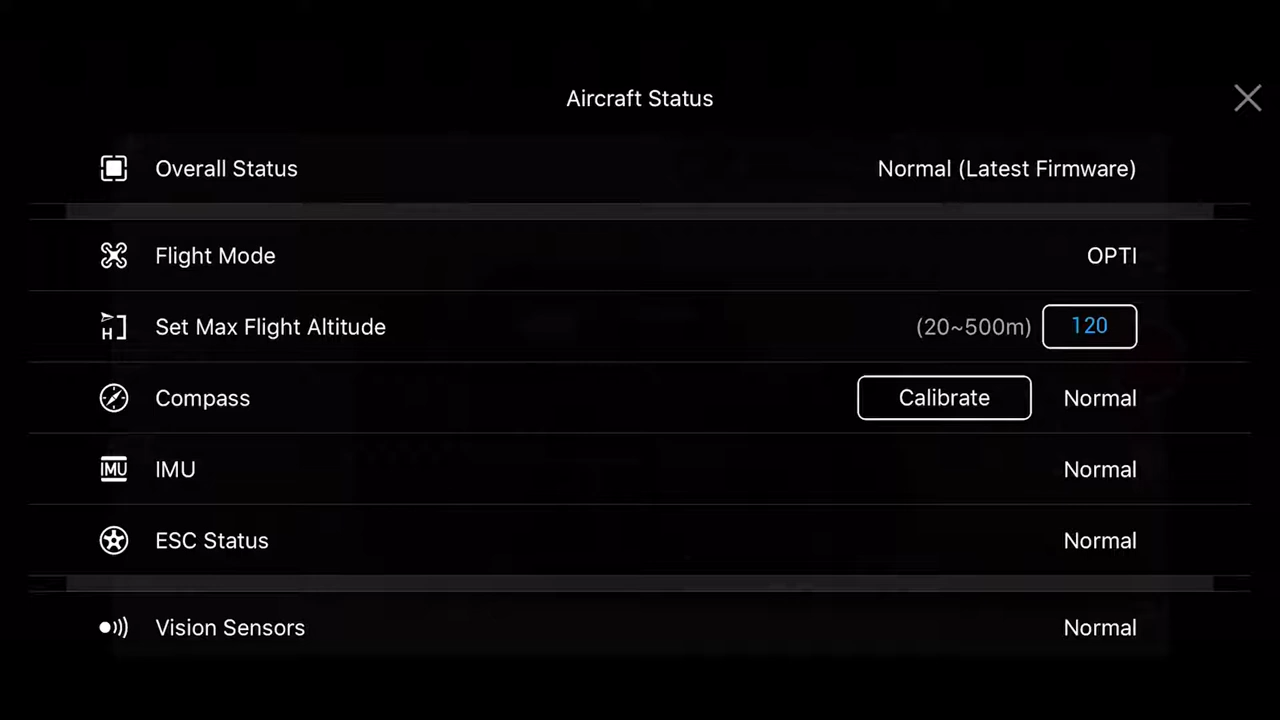 Aircraft Status
Overall Status Normal (Latest Firmware)
Flight Mode OPTI
Set Max Flight Altitude (20~500m) 120
Compass Calibrate Normal
IMU IMU Normal
ESC Status Normal
Vision Sensors Normal